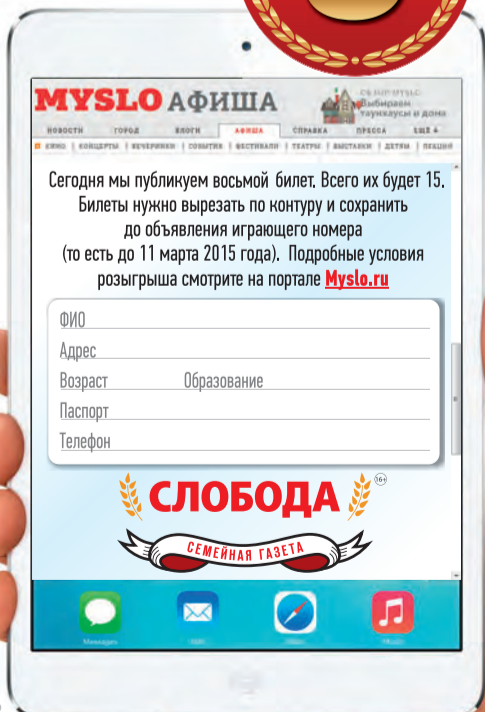 MYSLO АФИША
Выбираем
таунхаусы и дома
НОВОСТИ ГОРОД БЛОГИ АФИША СПРАВКА ПРЕССА ЕЩЁ
КИНО | КОНЦЕРТЫ | ВЕЧЕРИНКИ | СОБЫТИЯ | ФЕСТИВАЛИ | ТЕАТРЫ | ВЫСТАВКИ | ДЕТЯМ | ЛЕКЦИИ
Сегодня мы публикуем восьмой билет. Всего их будет 15.
Билеты нужно вырезать по контуру и сохранить
до объявления играющего номера
(то есть до 11 марта 2015 года). Подробные условия
розыгрыша смотрите на портале Myslo.ru
ФИО
Адрес
Возраст Образование
Паспорт
Телефон
СЛОБОДА 16+
СЕМЕЙНАЯ ГАЗЕТА
Messages Mail Safari Music